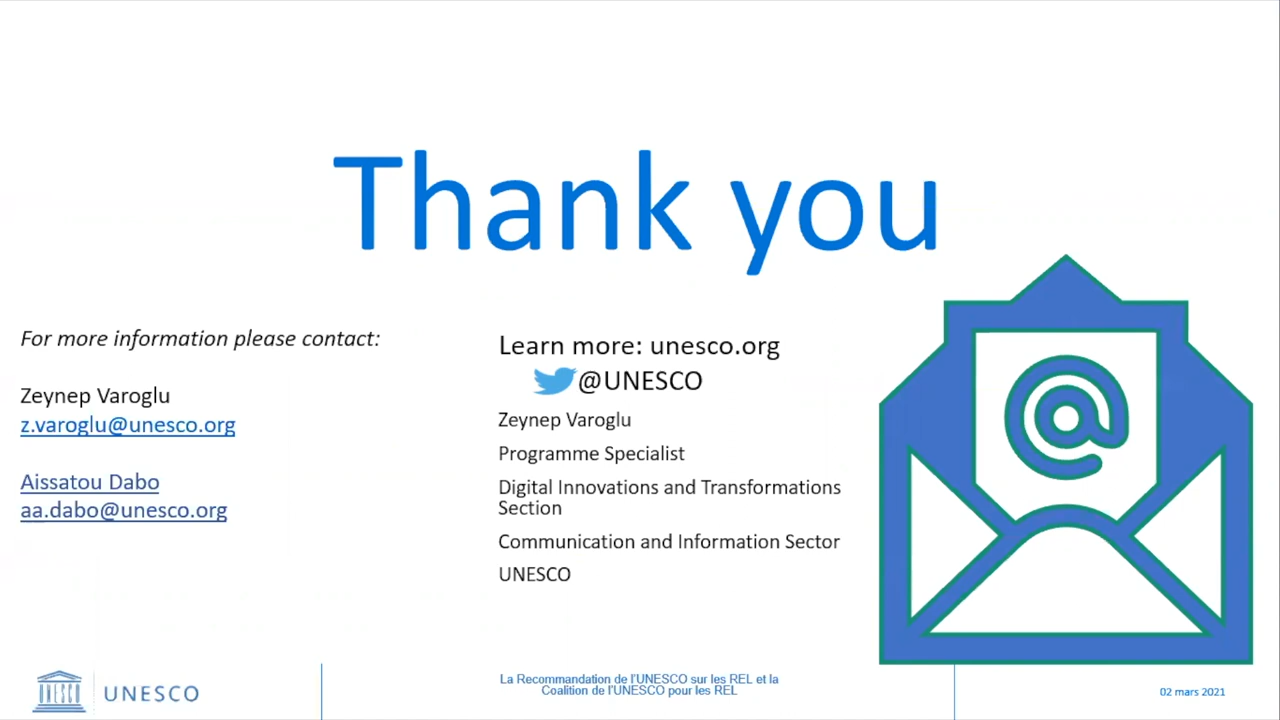 Thank you
For more information please contact:
Zeynep Varoglu
z.varoglu@unesco.org
Aissatou Dabo
aa.dabo@unesco.org
Learn more: unesco.org
@UNESCO
Zeynep Varoglu
Programme Specialist
Digital Innovations and Transformations
Section
Communication and Information Sector
UNESCO
@
UNESCO
UNESCO
La Recommandation de l'UNESCO sur les REL et la
Coalition de l'UNESCO pour les REL
02 mars 2021